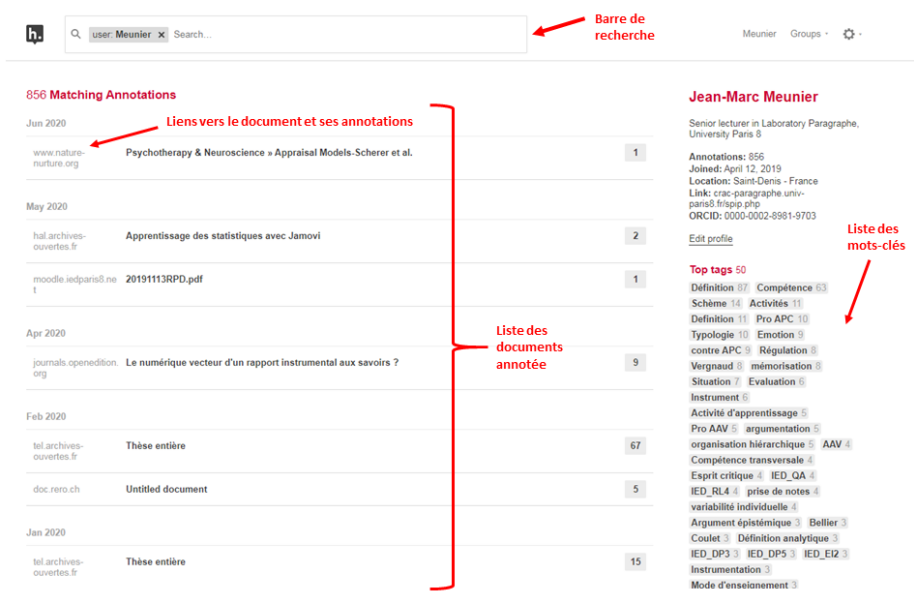 h.
user: Meunier × Search...
Barre de
recherche
Meunier Groups
856 Matching Annotations
Jun 2020
Liens vers le document et ses annotations
www.nature-
nurture.org
Psychotherapy & Neuroscience » Appraisal Models-Scherer et al.
1
May 2020
hal.archives-
ouvertes.fr
Apprentissage des statistiques avec Jamovi
2
moodle.iedparis8.ne
t
20191113RPD.pdf
1
Apr 2020
journals.openedition.
org
Le numérique vecteur d'un rapport instrumental aux savoirs ?
9
Feb 2020
tel.archives-
ouvertes.fr
Thèse entière
67
doc.rero.ch
Untitled document
5
Jan 2020
tel.archives-
ouvertes.fr
Thèse entière
15
Liste des
documents
annotée
Jean-Marc Meunier
Senior lecturer in Laboratory Paragraphe,
University Paris 8
Annotations: 856
Joined: April 12, 2019
Location: Saint-Denis - France
Link: crac-paragraphe.univ-
paris8.fr/spip.php
ORCID: 0000-0002-8981-9703
Edit profile
Liste des
mots-clés
Top tags 50
Définition 87 Compétence 63
Schème 14 Activités 11
Definition 11 Pro APC 10
Typologie 10 Emotion 9
contre APC 9 Régulation 8
Vergnaud 8 mémorisation 8
Situation 7 Evaluation 6
Instrument 6
Activité d'apprentissage 5
Pro AAV 5 argumentation 5
organisation hiérarchique 5 AAV 4
Compétence transversale 4
Esprit critique 4 IED_QA 4
IED_RL4 4 prise de notes 4
variabilité individuelle 4
Argument épistémique 3 Bellier 3
Coulet 3 Définition analytique 3
IED_DP3 3 IED_DP5 3 IED_EI2 3
Instrumentation 3
Mode d'enseignement 3